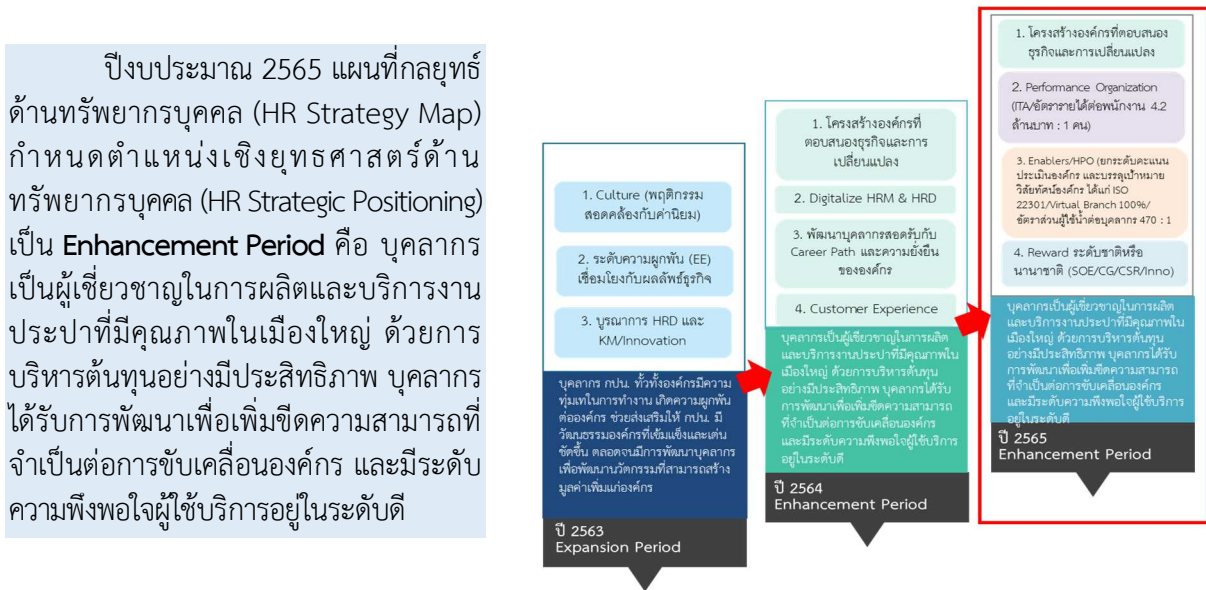 ปีงบประมาณ 2565 แผนที่กลยุทธ์
ด้านทรัพยากรบุคคล (HR Strategy Map)
กำหนดตำแหน่งเชิงยุทธศาสตร์ด้าน
ทรัพยากรบุคคล (HR Strategic Positioning)
เป็น Enhancement Period คือ บุคลากร
เป็นผู้เชี่ยวชาญในการผลิตและบริการงาน
ประปาที่มีคุณภาพในเมืองใหญ่ ด้วยการ
บริหารต้นทุนอย่างมีประสิทธิภาพ บุคลากร
ได้รับการพัฒนาเพื่อเพิ่มขีดความสามารถที่
จำเป็นต่อการขับเคลื่อนองค์กร และมีระดับ
ความพึงพอใจผู้ใช้บริการอยู่ในระดับดี
1. Culture (พฤติกรรม
สอดคล้องกับค่านิยม)
2. ระดับความผูกพัน (EE)
เชื่อมโยงกับผลลัพธ์ธุรกิจ
3. บูรณาการ HRD และ
KM/Innovation
บุคลากร กปน. ทั้วทั้งองค์กรมีความ
ทุ่มเทในการทำงาน เกิดความผูกพัน
ต่อองค์กร ช่วยส่งเสริมให้ กปน. มี
วัฒนธรรมองค์กรที่เข้มแข็งและเด่น
ชัดขึ้น ตลอดจนมีการพัฒนาบุคลากร
เพื่อพัฒนานวัตกรรมที่สามารถสร้าง
มูลค่าเพิ่มแก่องค์กร
ปี 2563
Expansion Period
1. โครงสร้างองค์กรที่
ตอบสนองธุรกิจและการ
เปลี่ยนแปลง
2. Digitalize HRM & HRD
3. พัฒนาบุคลากรสอดรับกับ
Career Path และความยั่งยืน
ขององค์กร
4. Customer Experience
บุคลากรเป็นผู้เชี่ยวชาญในการผลิต
และบริการงานประปาที่มีคุณภาพใน
เมืองใหญ่ ด้วยการบริหารต้นทุน
อย่างมีประสิทธิภาพ บุคลากรได้รับ
การพัฒนาเพื่อเพิ่มขีดความสามารถ
ที่จำเป็นต่อการขับเคลื่อนองค์กร
และมีระดับความพึงพอใจผู้ใช้บริการ
อยู่ในระดับดี
ปี 2564
Enhancement Period
1. โครงสร้างองค์กรที่ตอบสนอง
ธุรกิจและการเปลี่ยนแปลง
2. Performance Organization
(ITA/อัตรารายได้ต่อพนักงาน 4.2
ล้านบาท : 1 คน)
3. Enablers/HPO (ยกระดับคะแนน
ประเมินองค์กร และบรรลุเป้าหมาย
วิสัยทัศน์องค์กร ได้แก่ ISO
22301/Virtual Branch 100%/
อัตราส่วนผู้ใช้น้ำต่อบุคลากร 470 : 1
4. Reward ระดับชาติหรือ
นานาชาติ (SOE/CG/CSR/Inno)
บุคลากรเป็นผู้เชี่ยวชาญในการผลิต
และบริการงานประปาที่มีคุณภาพใน
เมืองใหญ่ ด้วยการบริหารต้นทุน
อย่างมีประสิทธิภาพ บุคลากรได้รับ
การพัฒนาเพื่อเพิ่มขีดความสามารถ
ที่จำเป็นต่อการขับเคลื่อนองค์กร
และมีระดับความพึงพอใจผู้ใช้บริการ
อยู่ในระดับดี
ปี 2565
Enhancement Period